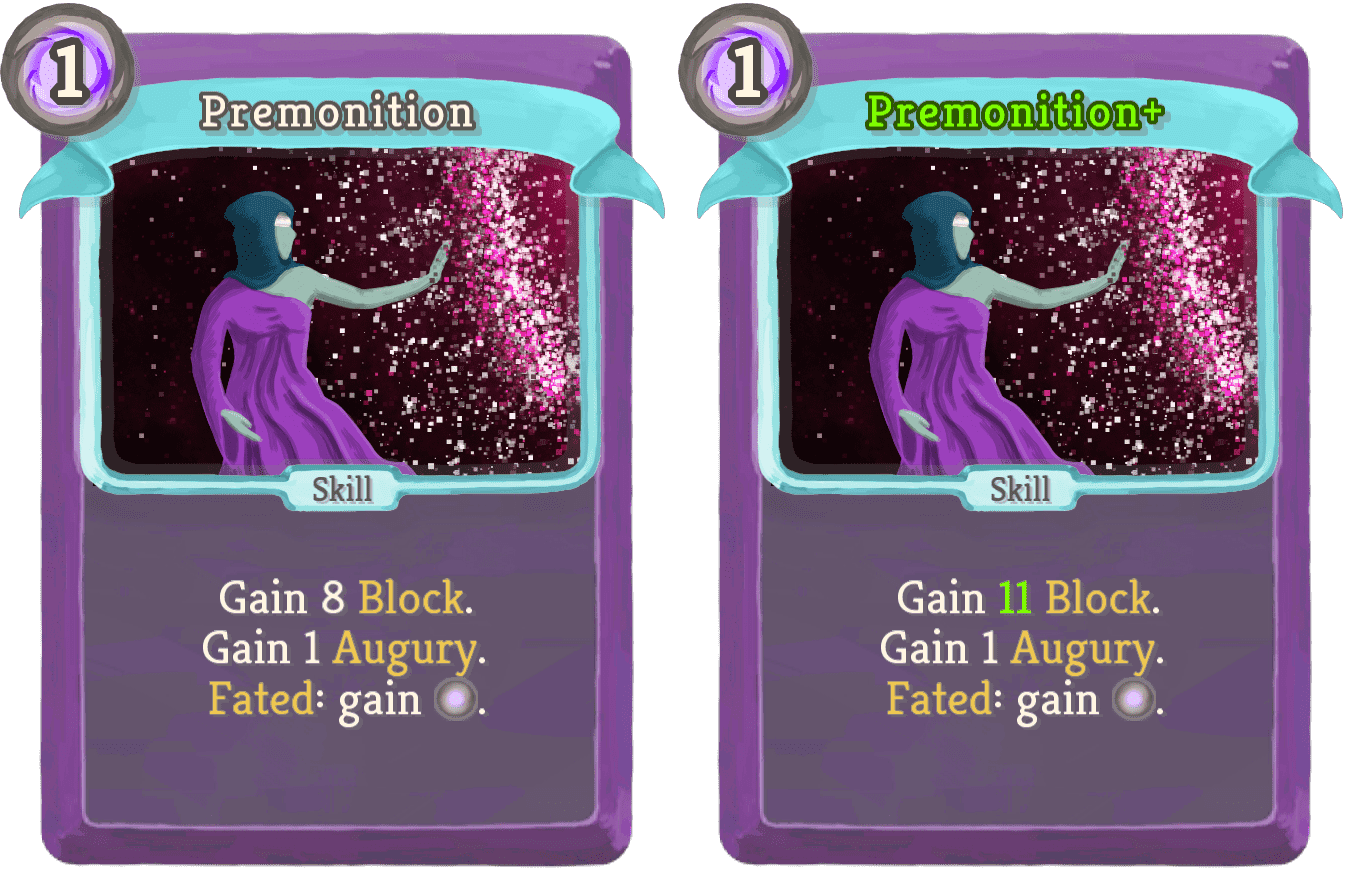 1
Premonition
Skill
Gain 8 Block.
Gain 1 Augury.
Fated: gain .
1
Premonition+
Skill
Gain 11 Block.
Gain 1 Augury.
Fated: gain .